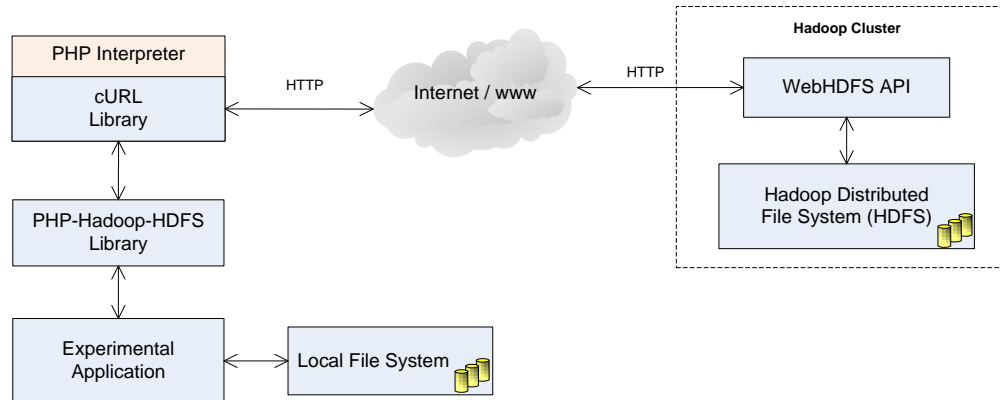 PHP Interpreter
cURL
Library
HTTP
Internet / www
HTTP
Hadoop Cluster
WebHDFS API
Hadoop Distributed
File System (HDFS)
PHP-Hadoop-HDFS
Library
Experimental
Application
Local File System